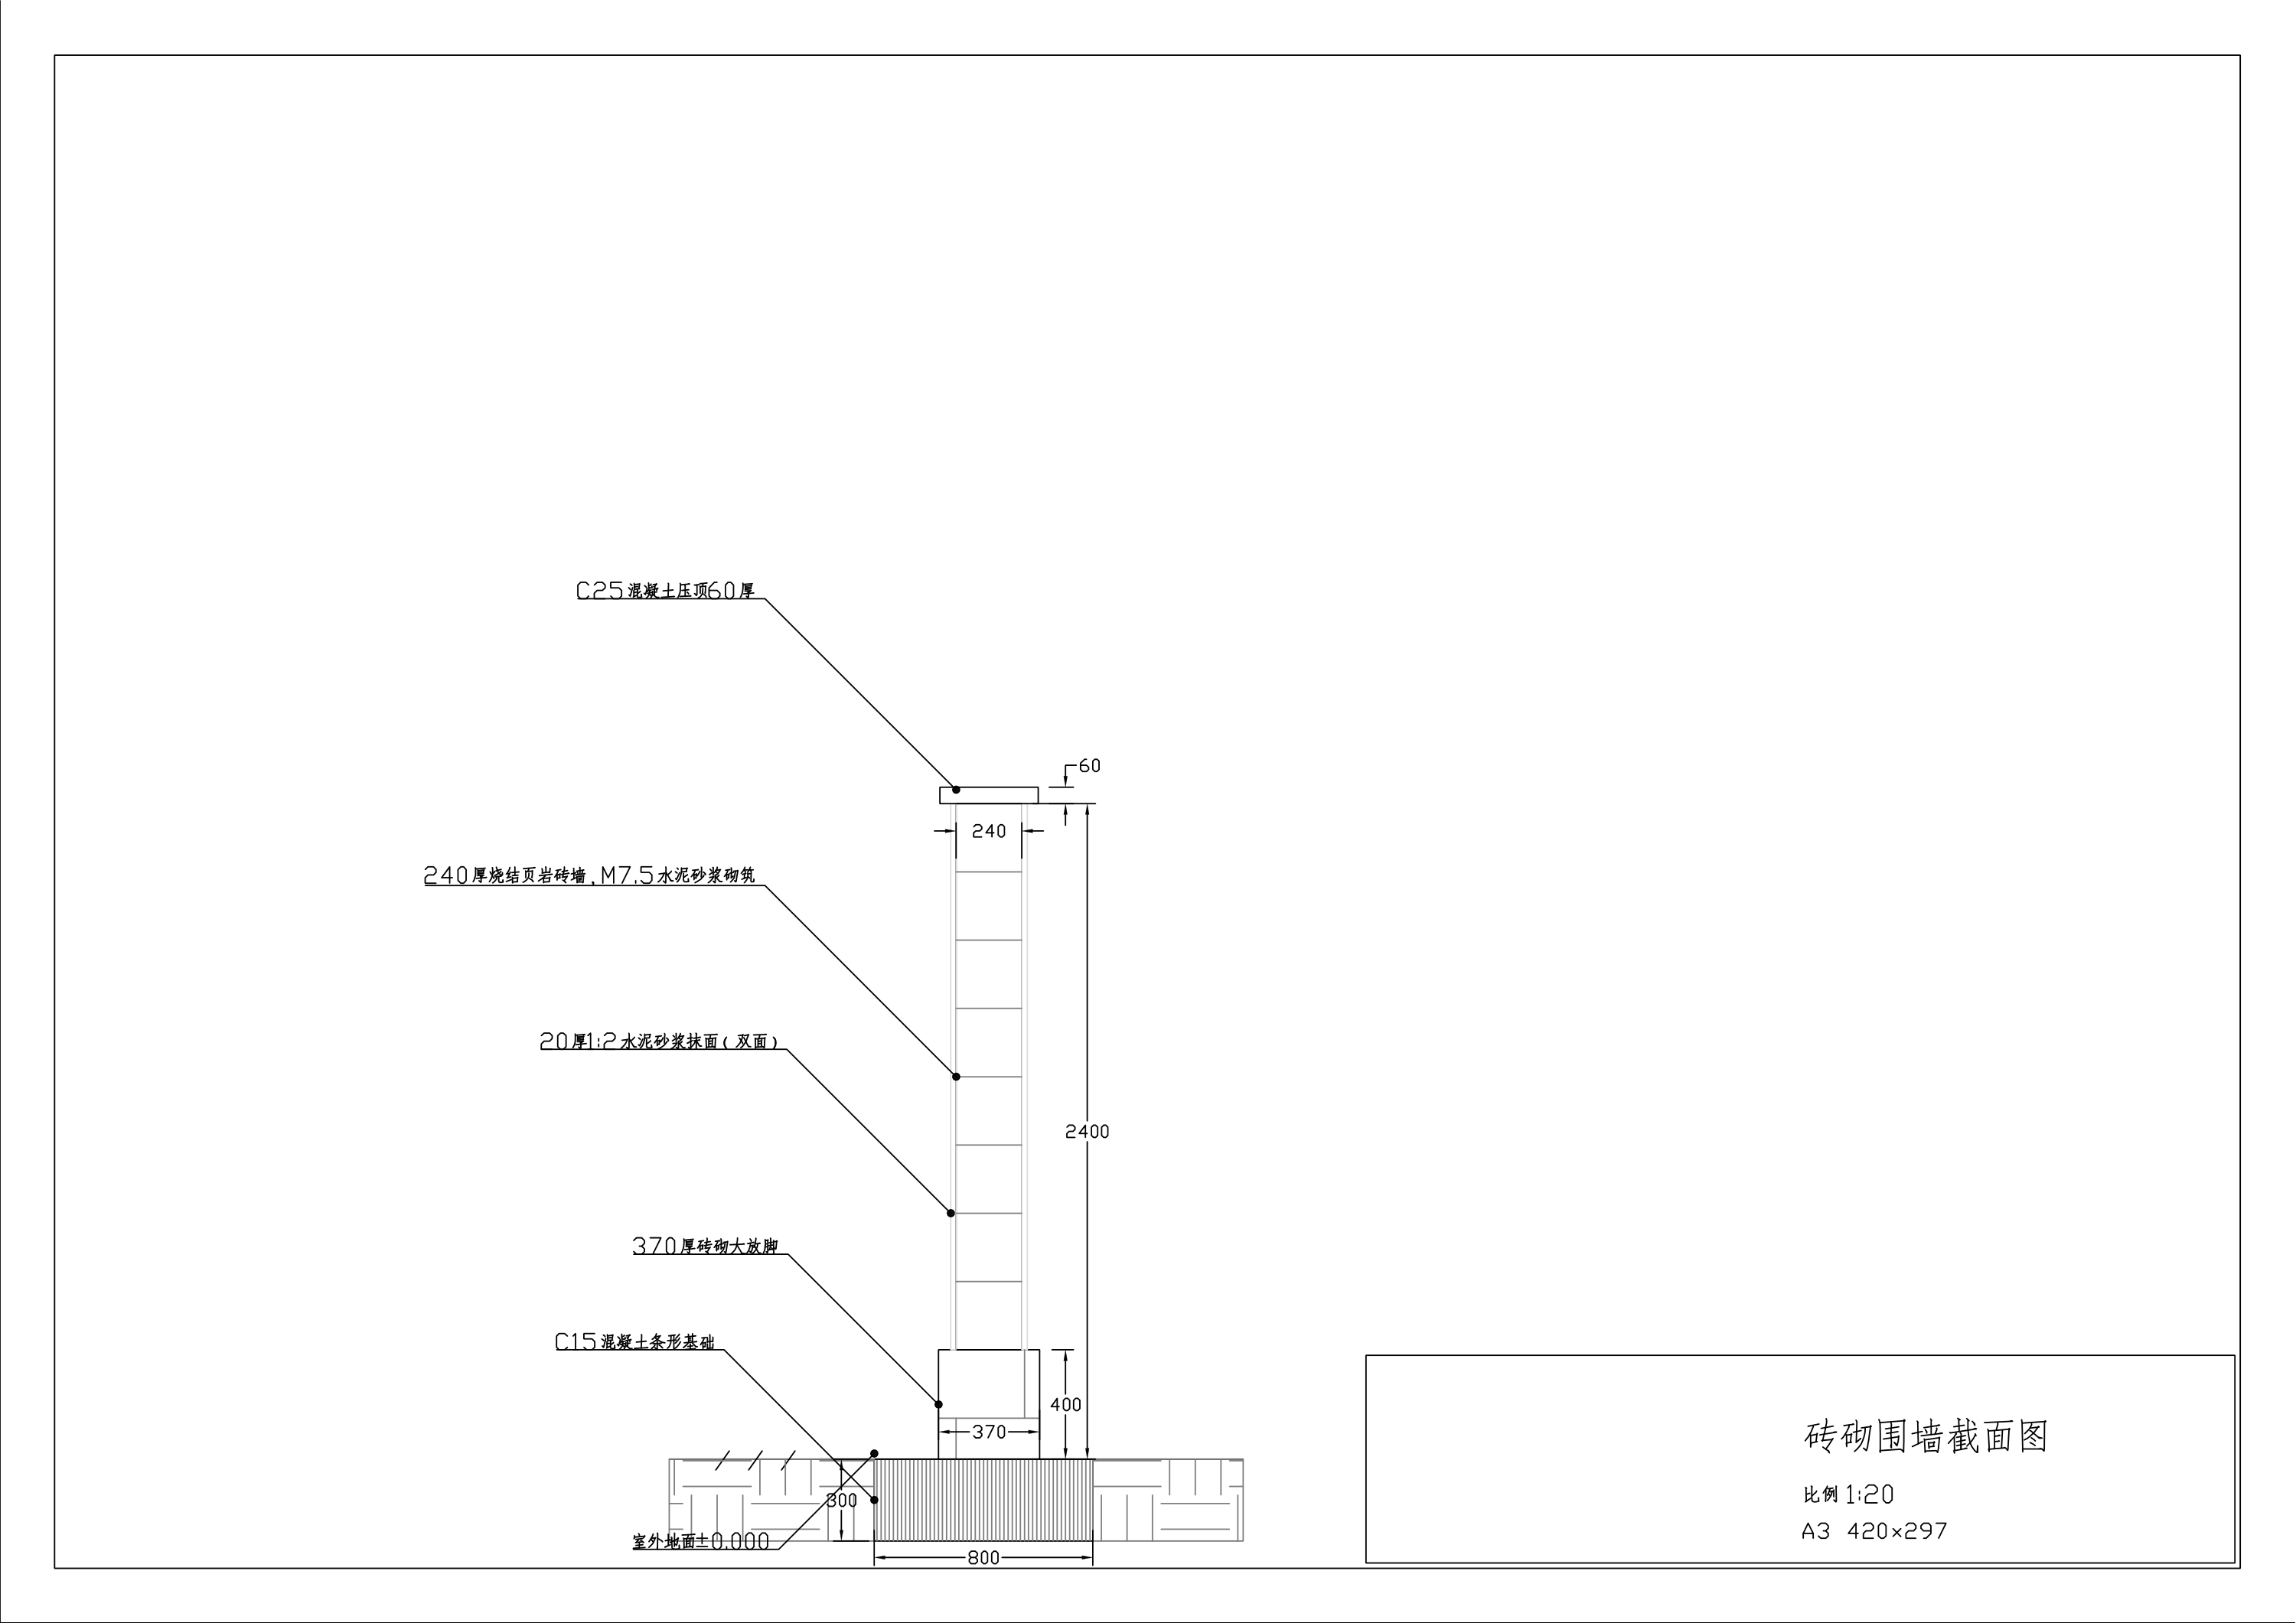 C25混凝土压顶60厚
60
240
240厚烧结页岩砖墙,M7.5水泥砂浆砌筑
20厚1:2水泥砂浆抹面(双面)
2400
370厚砖砌大放脚
C15混凝土条形基础
400
370
300
室外地面±0.000
800
砖砌围墙截面图
比例 1:20
A3 420×297